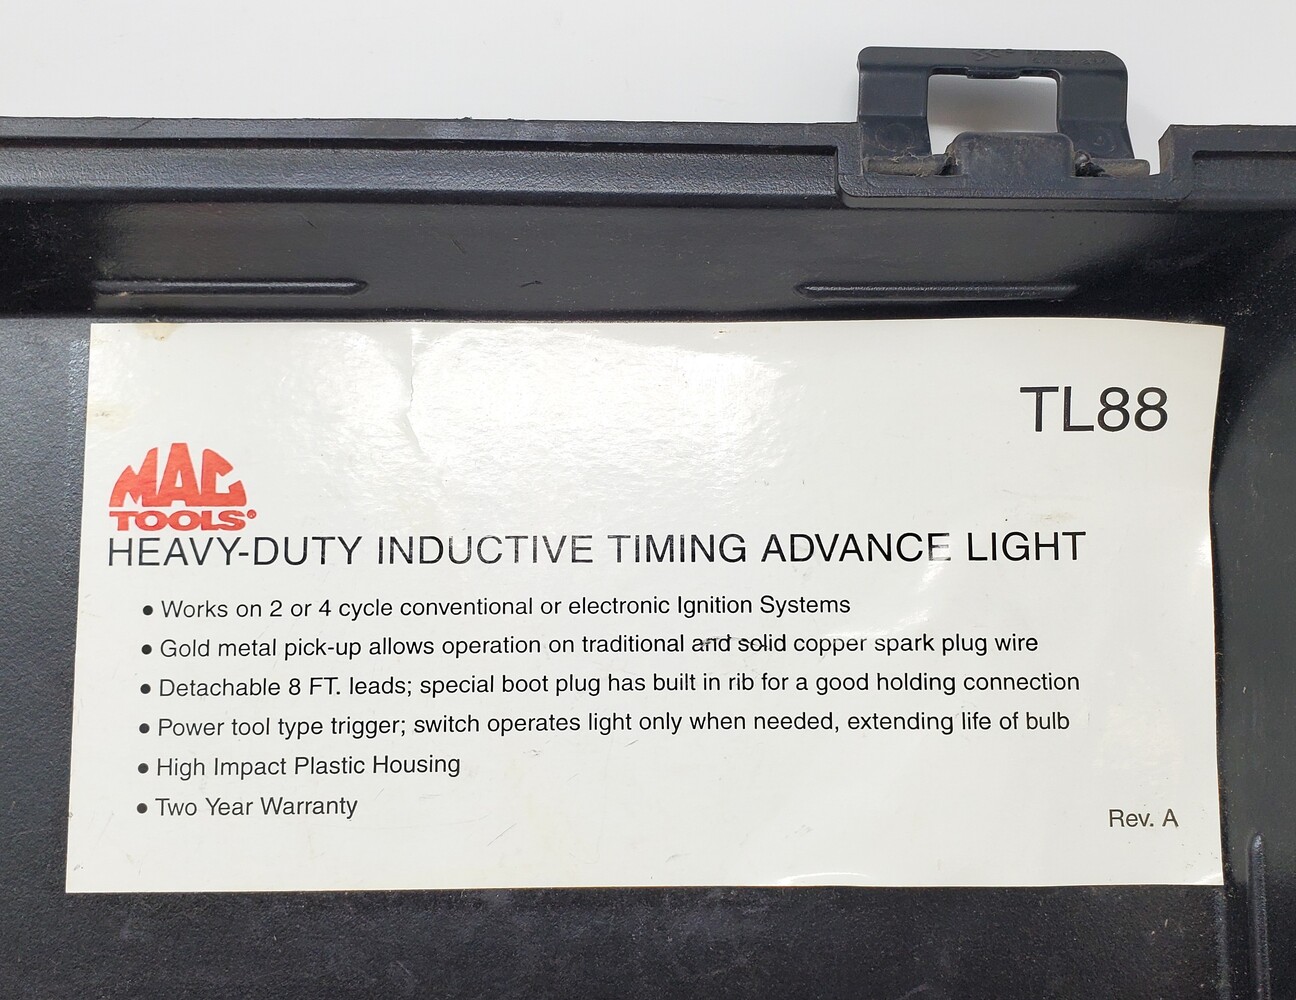 TL88
MAC
TOOLS®
HEAVY-DUTY INDUCTIVE TIMING ADVANCE LIGHT
• Works on 2 or 4 cycle conventional or electronic Ignition Systems
• Gold metal pick-up allows operation on traditional and solid copper spark plug wire
• Detachable 8 FT. leads; special boot plug has built in rib for a good holding connection
• Power tool type trigger; switch operates light only when needed, extending life of bulb
• High Impact Plastic Housing
• Two Year Warranty
Rev. A